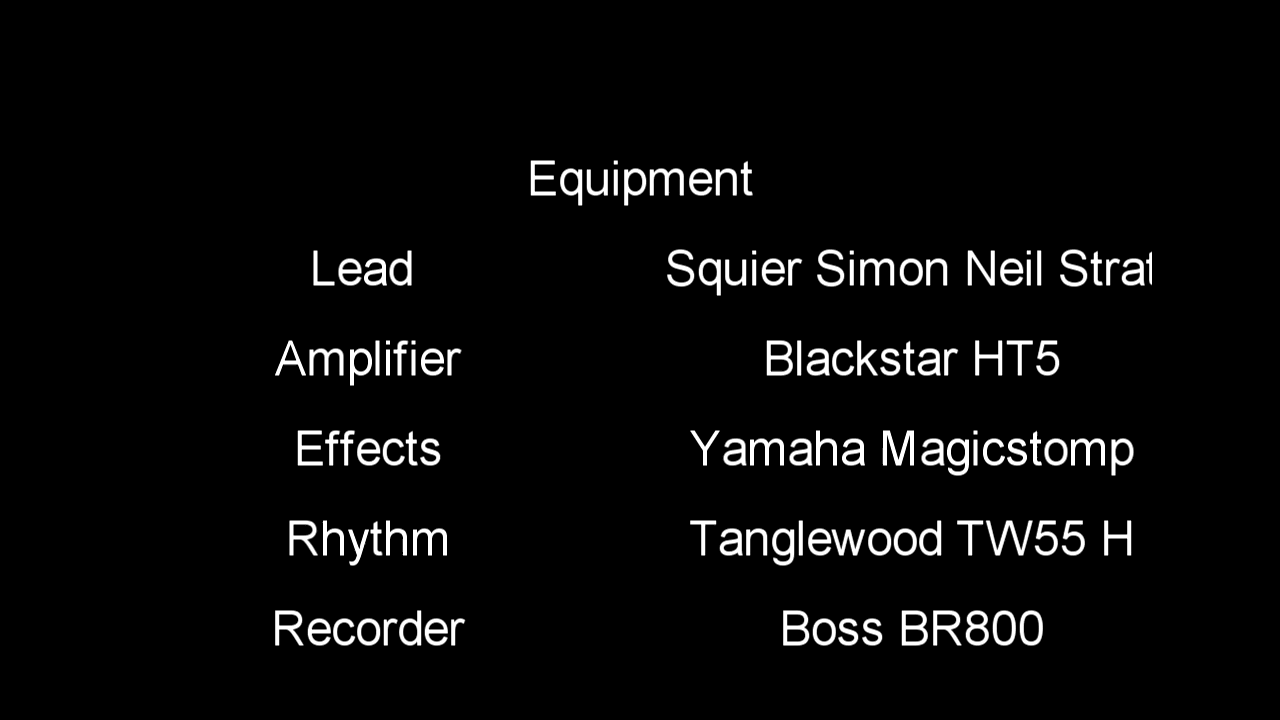 Equipment
Lead Squier Simon Neil Strat
Amplifier Blackstar HT5
Effects Yamaha Magicstomp
Rhythm Tanglewood TW55 H
Recorder Boss BR800